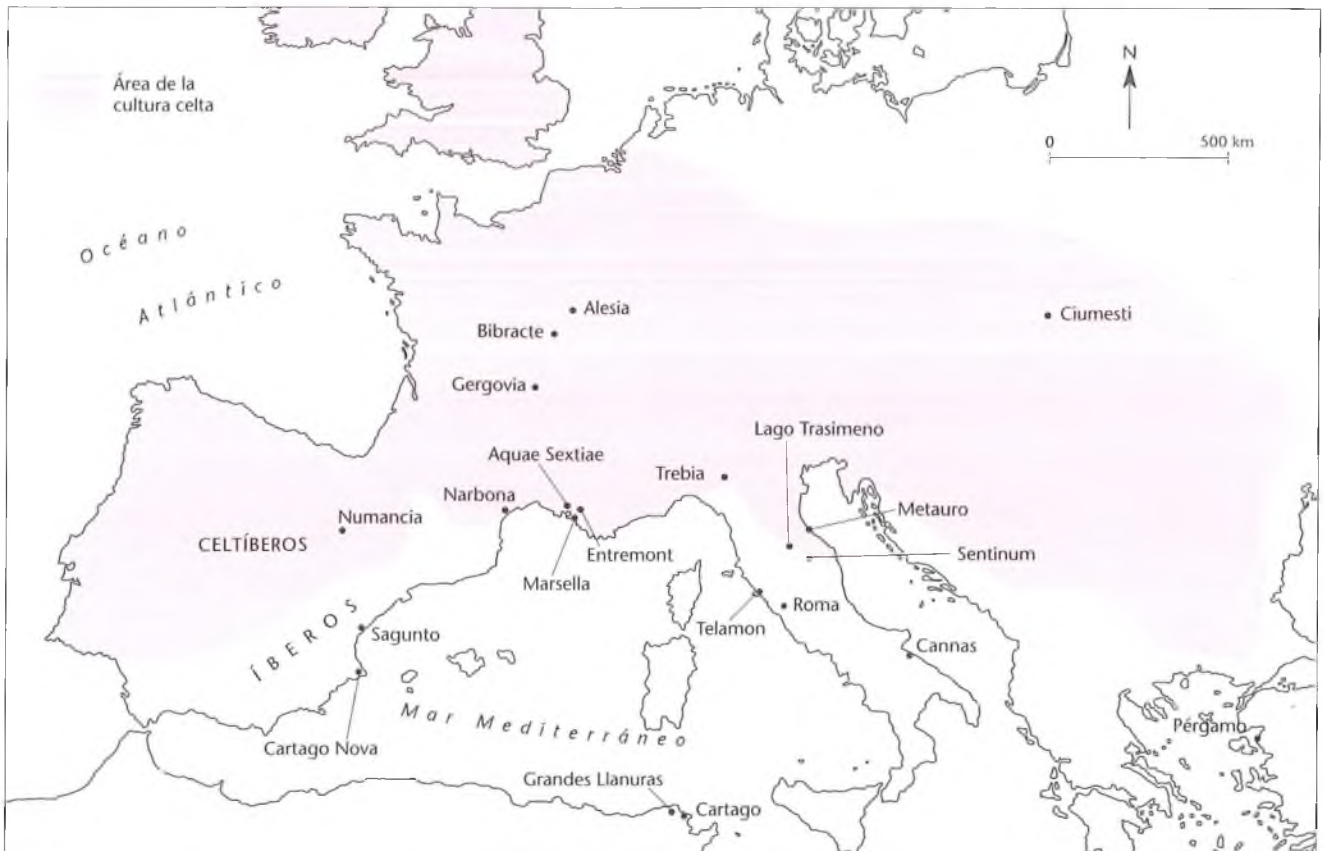 Área de la
cultura celta
N
0 500 km
Océano
Atlántico
Alesia
Bibracte
Ciumesti
Gergovia
Lago Trasimeno
Aquae Sextiae
Trebia
Narbona
Metauro
Numancia
CELTÍBEROS
Entremont
Sentinum
Marsella
Roma
Telamon
ÍBEROS
Sagunto
Cannas
Mar Mediterráneo
Pérgamo
Cartago Nova
Grandes Llanuras
Cartago